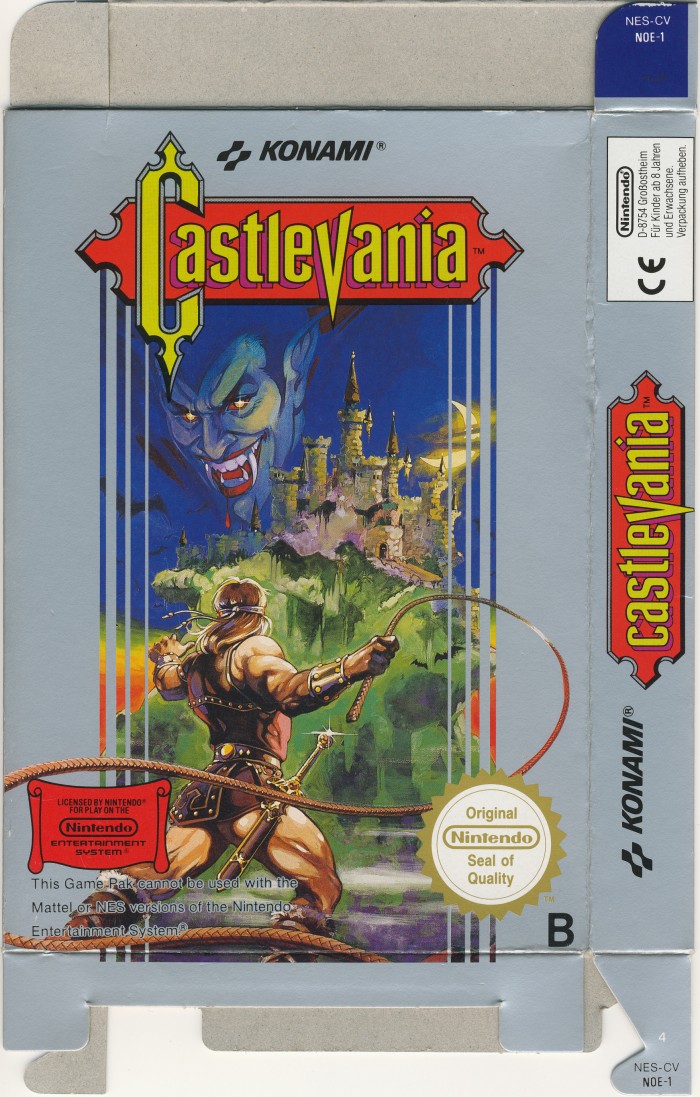 NES-CV
NOE-1
KONAMI®
CastleVania™
Nintendo®
D-8754 Großostheim
Für Kinder ab 8 Jahren
und Erwachsene.
Verpackung aufheben.
CE
CastleVania™
KONAMI®
LICENSED BY NINTENDO®
FOR PLAY ON THE
Nintendo
ENTERTAINMENT
SYSTEM®
This Game Pak cannot be used with the
Mattel or NES versions of the Nintendo
Entertainment System®.
Original
Nintendo
Seal of
Quality
TM
B
4
NES-CV
NOE-1